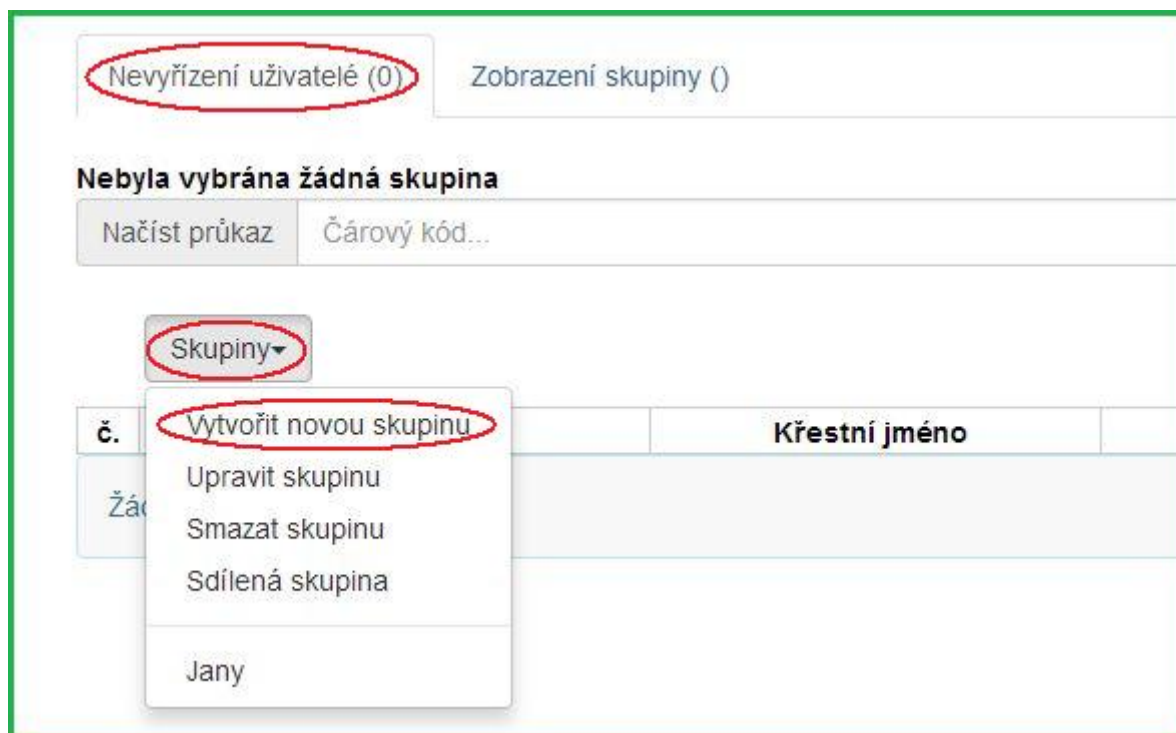 Nevyřízení uživatelé (0) Zobrazení skupiny ()
Nebyla vybrána žádná skupina
Načíst průkaz Čárový kód...
Skupiny
č. Křestní jméno
Vytvořit novou skupinu
Upravit skupinu
Smazat skupinu
Sdílená skupina
Jany